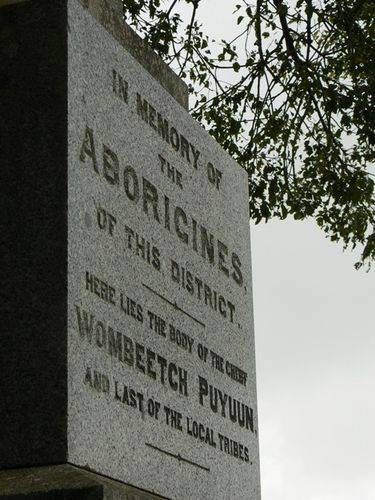 IN MEMORY OF
THE
ABORIGINES,
OF THIS DISTRICT.
HERE LIES THE BODY OF THE CHIEF
WOMBEETCH PUYUUN,
AND LAST OF THE LOCAL TRIBES.